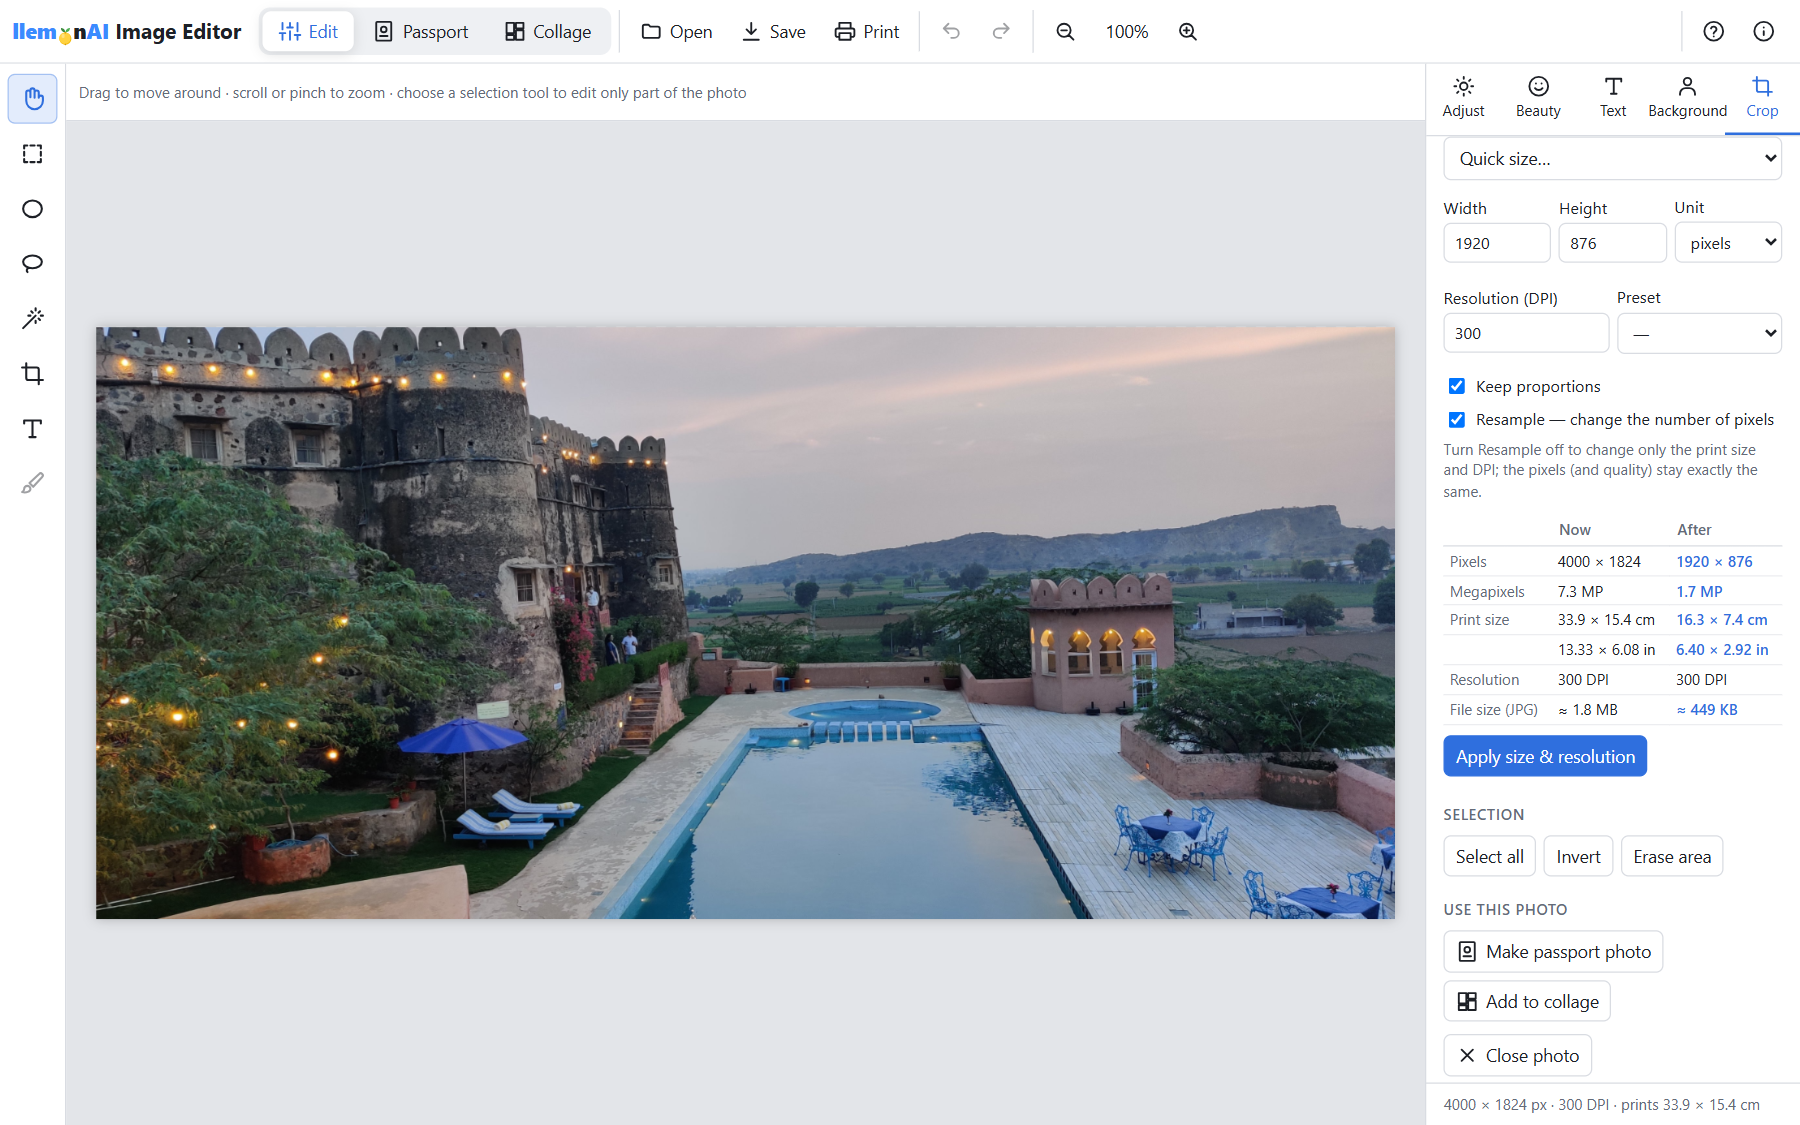 llemonAI Image Editor
Edit
Passport
Collage
Open
Save
Print
100%
Drag to move around · scroll or pinch to zoom · choose a selection tool to edit only part of the photo
Adjust
Beauty
Text
Background
Crop
Quick size...
Width
Height
Unit
1920
876
pixels
Resolution (DPI)
Preset
300
—
Keep proportions
Resample — change the number of pixels
Turn Resample off to change only the print size
and DPI; the pixels (and quality) stay exactly the
same.
Now After
Pixels 4000 × 1824 1920 × 876
Megapixels 7.3 MP 1.7 MP
Print size 33.9 × 15.4 cm 16.3 × 7.4 cm
13.33 × 6.08 in 6.40 × 2.92 in
Resolution 300 DPI 300 DPI
File size (JPG) ≈ 1.8 MB ≈ 449 KB
Apply size & resolution
SELECTION
Select all
Invert
Erase area
USE THIS PHOTO
Make passport photo
Add to collage
Close photo
4000 × 1824 px · 300 DPI · prints 33.9 × 15.4 cm